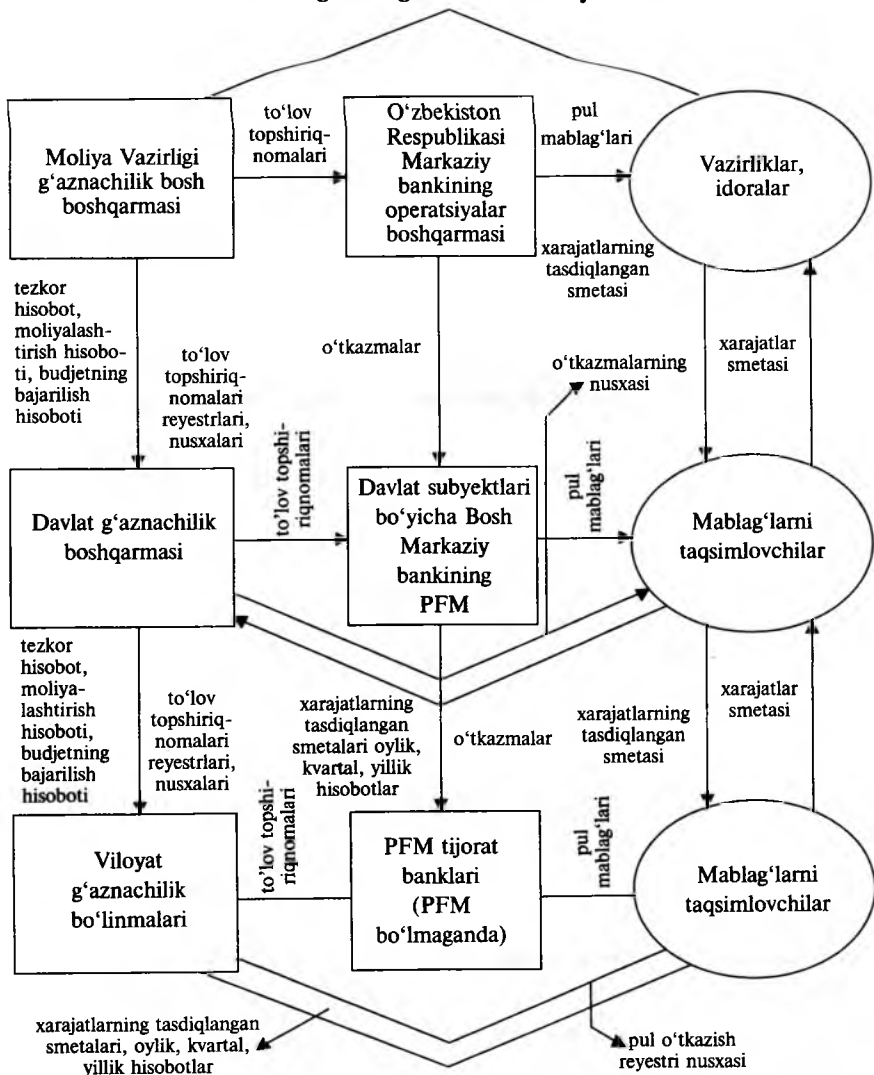 Moliya Vazirligi
g‘aznachilik bosh
boshqarmasi
to‘lov
topshiriq-
nomalari
O‘zbekiston
Respublikasi
Markaziy
bankining
operatsiyalar
boshqarmasi
pul
mablag‘lari
Vazirliklar,
idoralar
tezkor
hisobot,
moliyalash-
tirish hisobo-
ti, budjetning
bajarilish
hisoboti
to‘lov
topshiriq-
nomalari
reyestrlari,
nusxalari
o‘tkazmalar
xarajatlarning
tasdiqlangan
smetasi
o‘tkazmalarning
nusxasi
xarajatlar
smetasi
Davlat g‘aznachilik
boshqarmasi
to’lov topshi-
riqnomalari
Davlat subyektlari
bo‘yicha Bosh
Markaziy
bankining
PFM
pul
mablag‘lari
Mablag‘larni
taqsimlovchilar
tezkor
hisobot,
moliya-
lashtirish
hisoboti,
budjetning
bajarilish
hisoboti
to‘lov
topshiriq-
nomalari
reyestrlari,
nusxalari
xarajatlarning
tasdiqlangan
smetalari oylik,
kvartal, yillik
hisobotlar
o‘tkazmalar
xarajatlarning
tasdiqlangan
smetasi
xarajatlar
smetasi
Viloyat
g‘aznachilik
bo‘linmalari
to‘lov topshi-
riqnomalari
PFM tijorat
banklari
(PFM
bo‘lmaganda)
pul
mablag‘lari
Mablag‘larni
taqsimlovchilar
xarajatlarning tasdiqlangan
smetalari, oylik, kvartal,
yillik hisobotlar
pul o‘tkazish
reyestri nusxasi